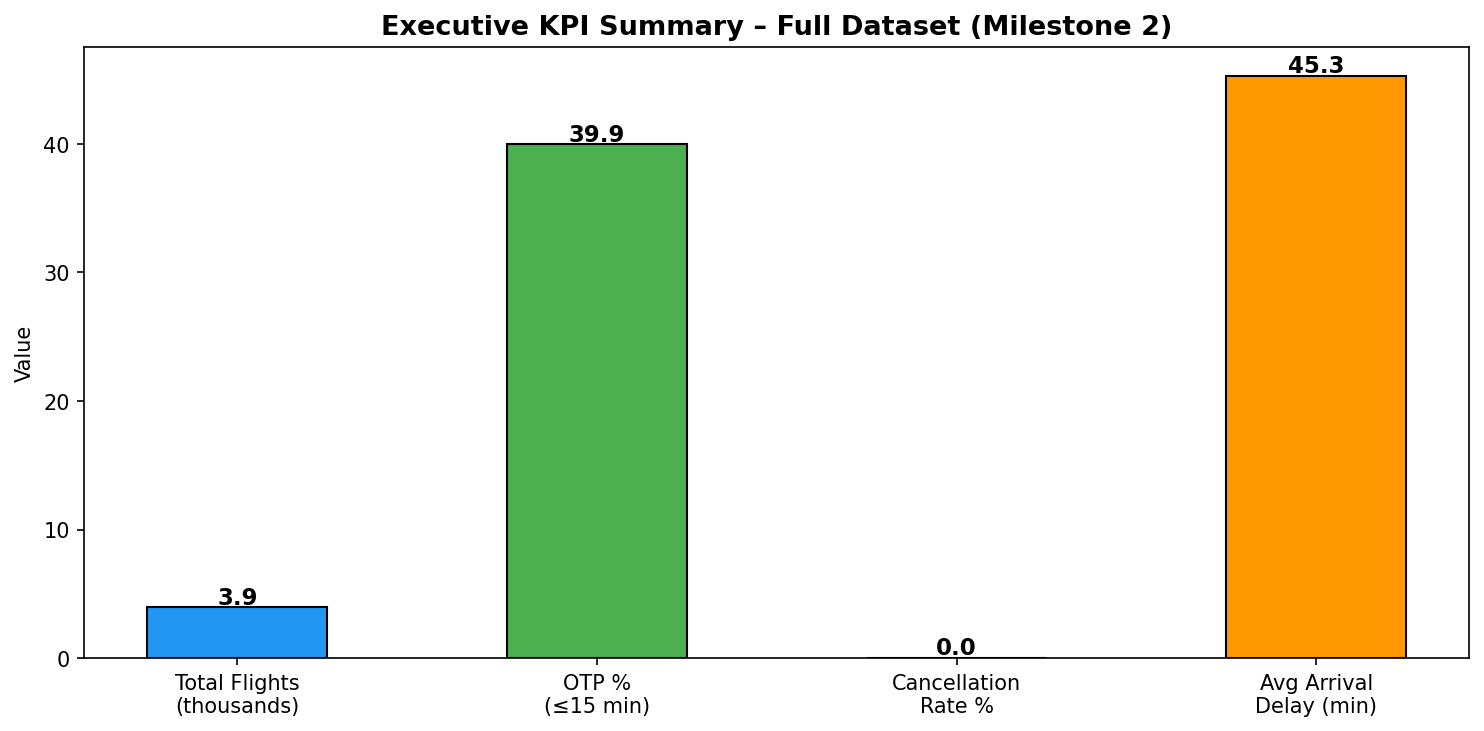 Executive KPI Summary – Full Dataset (Milestone 2)
45.3
39.9
3.9
0.0
Value
40
30
20
10
0
Total Flights
(thousands)
OTP %
(≤15 min)
Cancellation
Rate %
Avg Arrival
Delay (min)